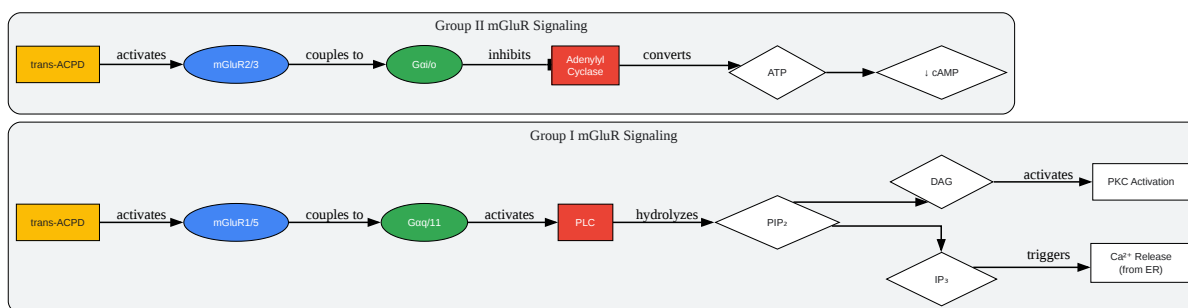 Group II mGluR Signaling
trans-ACPD
activates
mGluR2/3
couples to
Gαi/o
inhibits
Adenylyl
Cyclase
converts
ATP
↓ cAMP
Group I mGluR Signaling
trans-ACPD
activates
mGluR1/5
couples to
Gαq/11
activates
PLC
hydrolyzes
PIP₂
DAG
activates
PKC Activation
IP₃
triggers
Ca²⁺ Release
(from ER)